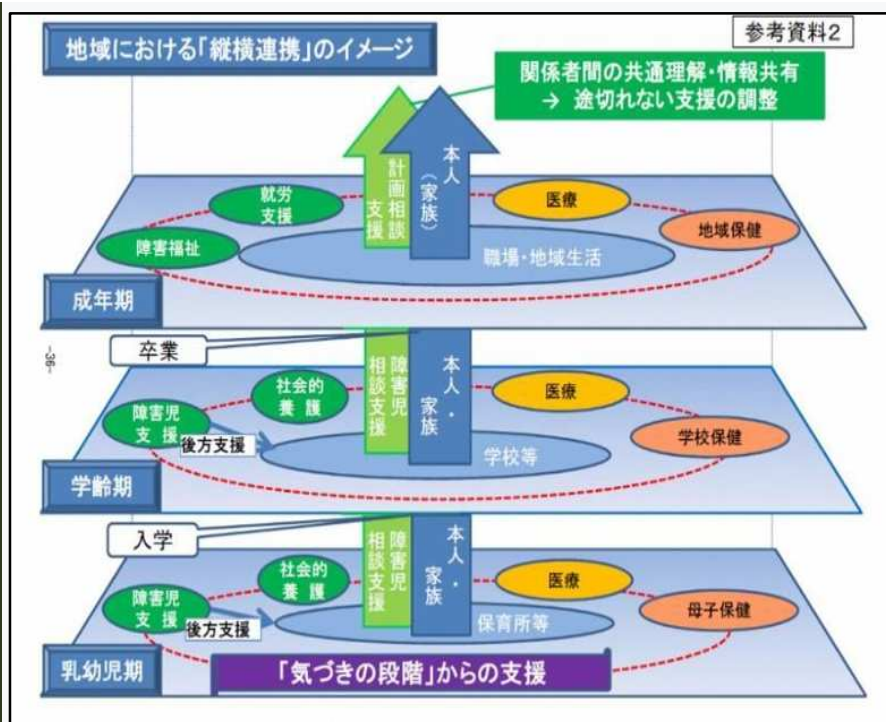 参考資料2
地域における「縦横連携」のイメージ
関係者間の共通理解・情報共有
→ 途切れない支援の調整
本人
（家族）
計画相談
支援
就労
支援
医療
障害福祉
地域保健
職場・地域生活
成年期
卒業
-36-
本人・
家族
障害児
相談支援
社会的
養護
医療
障害児
支援
後方支援
学校保健
学校等
学齢期
入学
本人・
家族
障害児
相談支援
社会的
養護
医療
障害児
支援
後方支援
母子保健
保育所等
乳幼児期
「気づきの段階」からの支援